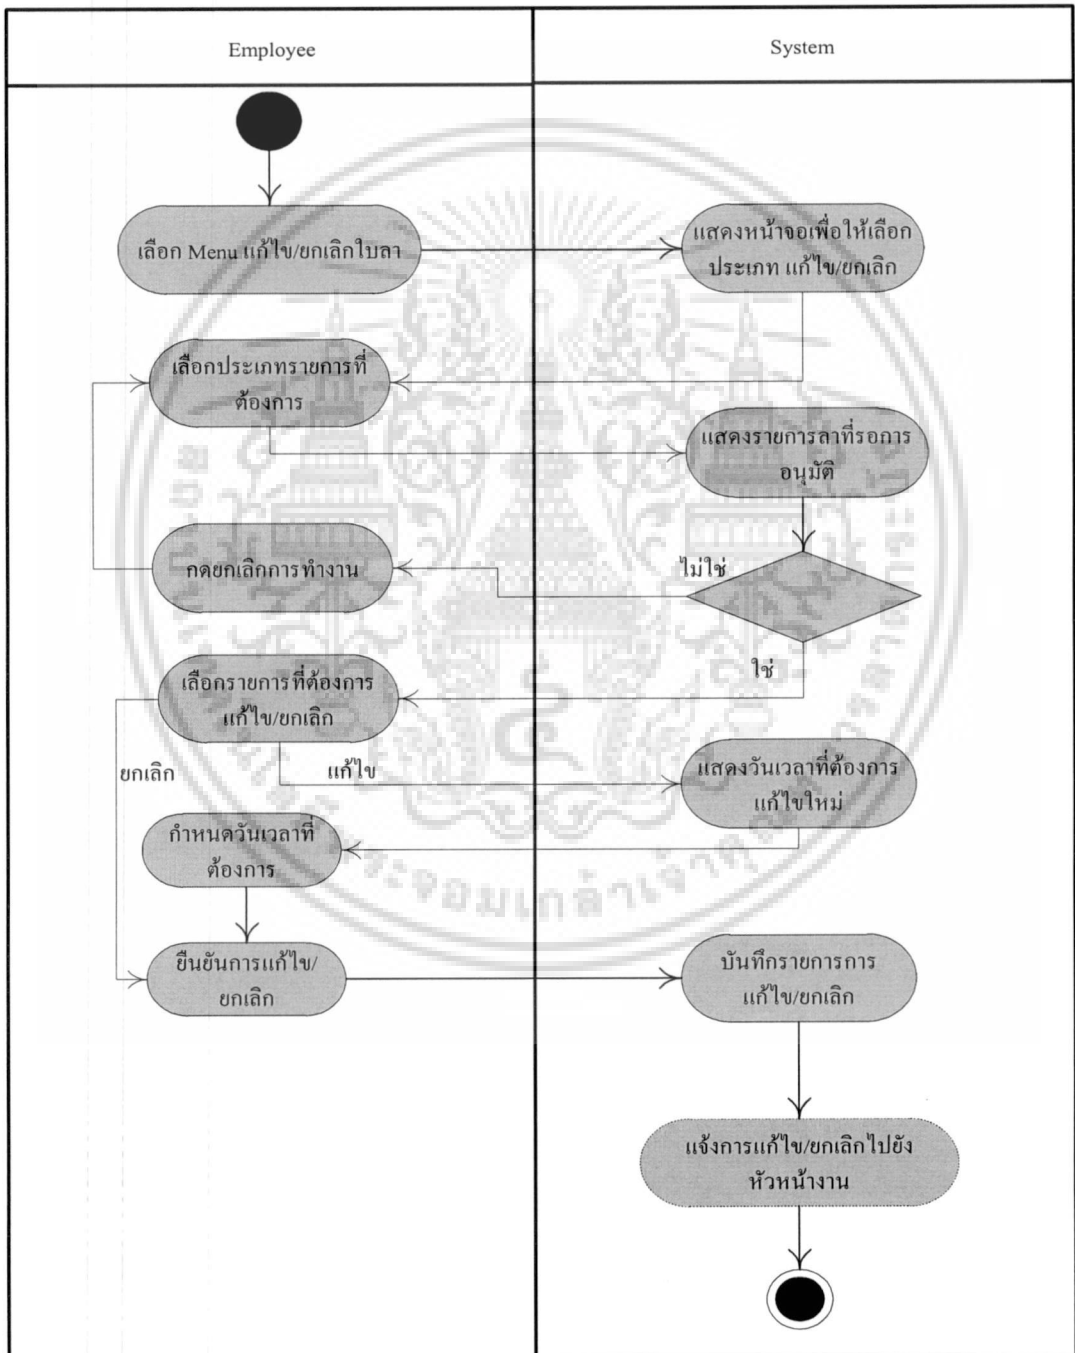 Employee
System
เลือก Menu แก้ไข/ยกเลิกใบลา
แสดงหน้าจอเพื่อให้เลือก
ประเภท แก้ไข/ยกเลิก
เลือกประเภทรายการที่
ต้องการ
แสดงรายการลาที่รอการ
อนุมัติ
กดยกเลิกการทำงาน
ไม่ใช่
ใช่
เลือกรายการที่ต้องการ
แก้ไข/ยกเลิก
ยกเลิก
แก้ไข
แสดงวันเวลาที่ต้องการ
แก้ไขใหม่
กำหนดวันเวลาที่
ต้องการ
ยืนยันการแก้ไข/
ยกเลิก
บันทึกรายการการ
แก้ไข/ยกเลิก
แจ้งการแก้ไข/ยกเลิกไปยัง
หัวหน้างาน